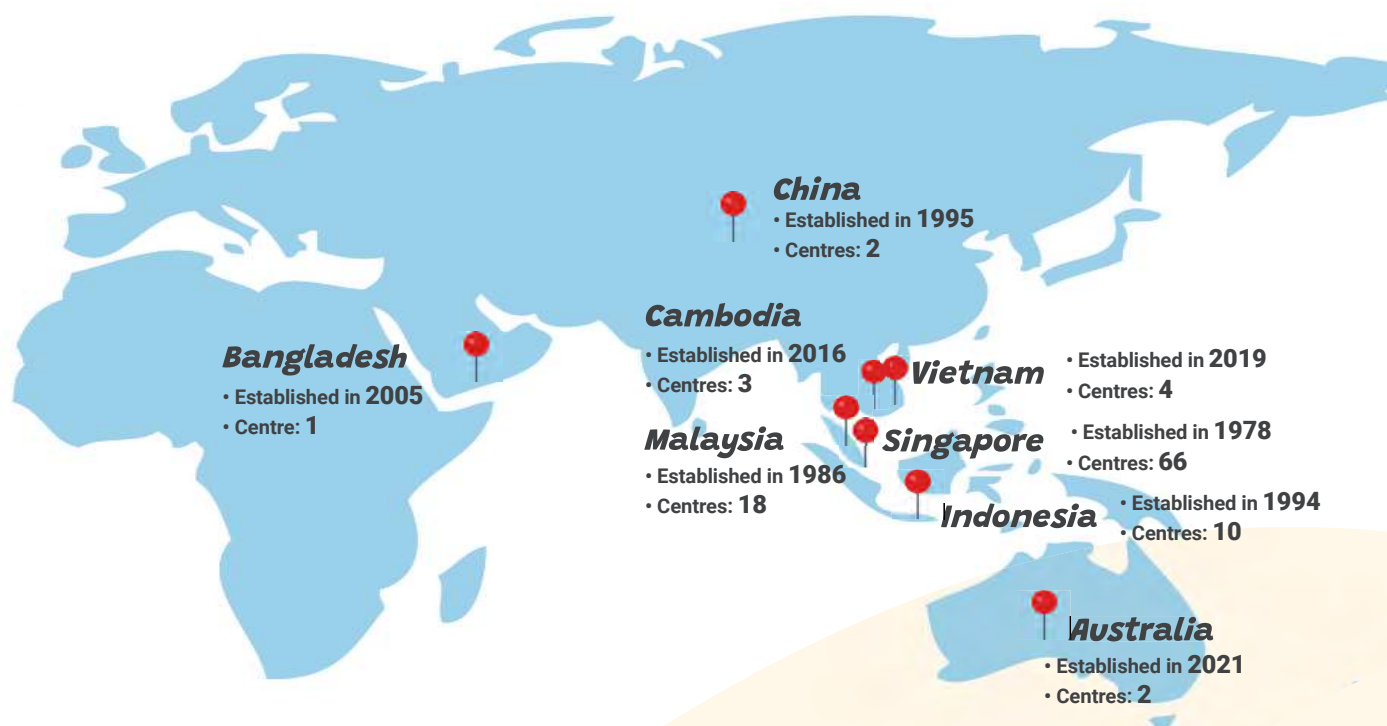 China
• Established in 1995
• Centres: 2
Cambodia
• Established in 2016
• Centres: 3
Bangladesh
• Established in 2005
• Centre: 1
Vietnam
• Established in 2019
• Centres: 4
Malaysia
• Established in 1986
• Centres: 18
Singapore
• Established in 1978
• Centres: 66
Indonesia
• Established in 1994
• Centres: 10
Australia
• Established in 2021
• Centres: 2